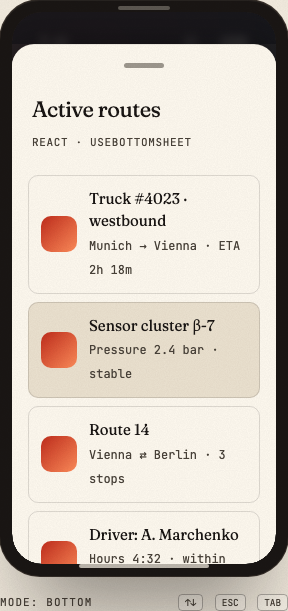 Active routes
REACT · USEBOTTOMSHEET
Truck #4023 ·
westbound
Munich → Vienna · ETA
2h 18m
Sensor cluster β-7
Pressure 2.4 bar ·
stable
Route 14
Vienna ⇄ Berlin · 3
stops
Driver: A. Marchenko
Hours 4:32 · within
MODE: BOTTOM
↑↓ ESC TAB